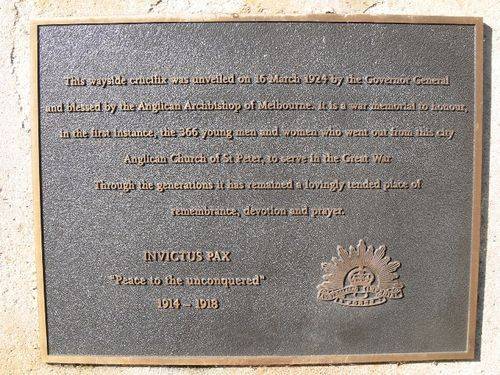 This wayside crucifix was unveiled on 16 March 1924 by the Governor General
and blessed by the Anglican Archbishop of Melbourne. It is a war memorial to honour,
in the first instance, the 366 young men and women who went out from this city
Anglican Church of St Peter, to serve in the Great War
Through the generations it has remained a lovingly tended place of
remembrance, devotion and prayer.
INVICTUS PAX
"Peace to the unconquered"
1914 – 1918